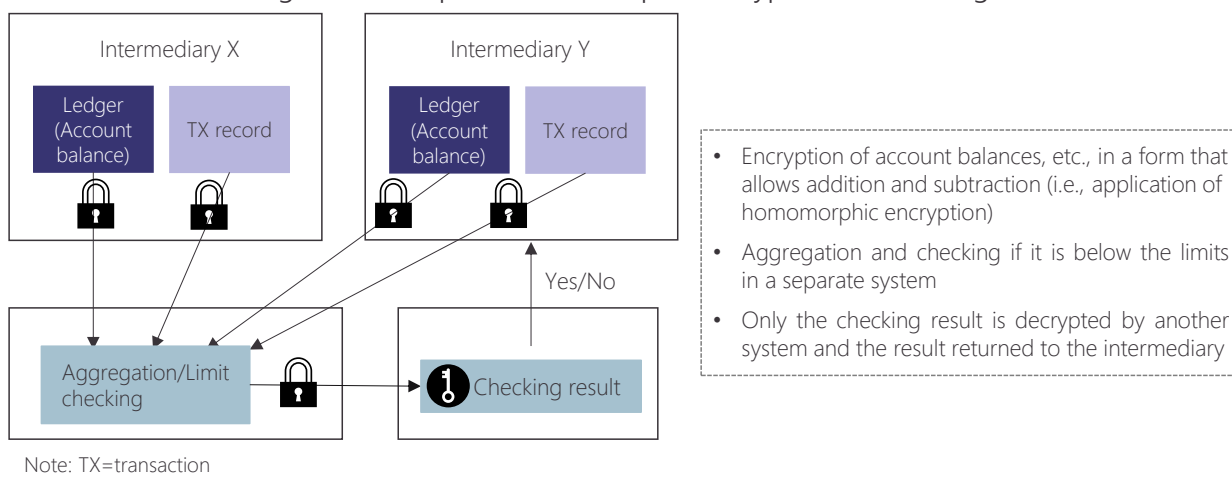 Intermediary X
Intermediary Y
Ledger
(Account
balance)
TX record
Ledger
(Account
balance)
TX record
Yes/No
Aggregation/Limit
checking
Checking result
Note: TX=transaction
• Encryption of account balances, etc., in a form that
allows addition and subtraction (i.e., application of
homomorphic encryption)
• Aggregation and checking if it is below the limits
in a separate system
• Only the checking result is decrypted by another
system and the result returned to the intermediary